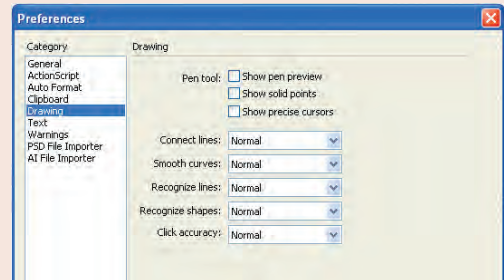 Preferences
Category
General
ActionScript
Auto Format
Clipboard
Drawing
Text
Warnings
PSD File Importer
AI File Importer
Drawing
Pen tool: Show pen preview
Show solid points
Show precise cursors
Connect lines: Normal
Smooth curves: Normal
Recognize lines: Normal
Recognize shapes: Normal
Click accuracy: Normal